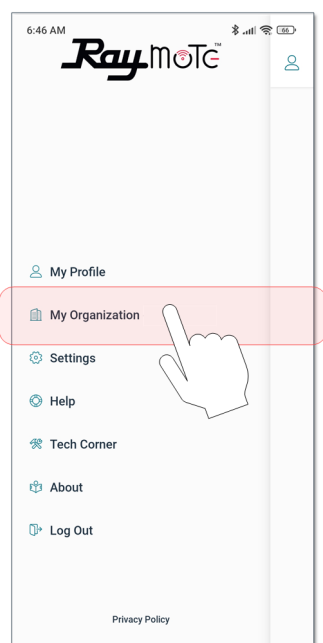 6:46 AM 66
RaymoTe™
My Profile
My Organization
Settings
Help
Tech Corner
About
Log Out
Privacy Policy